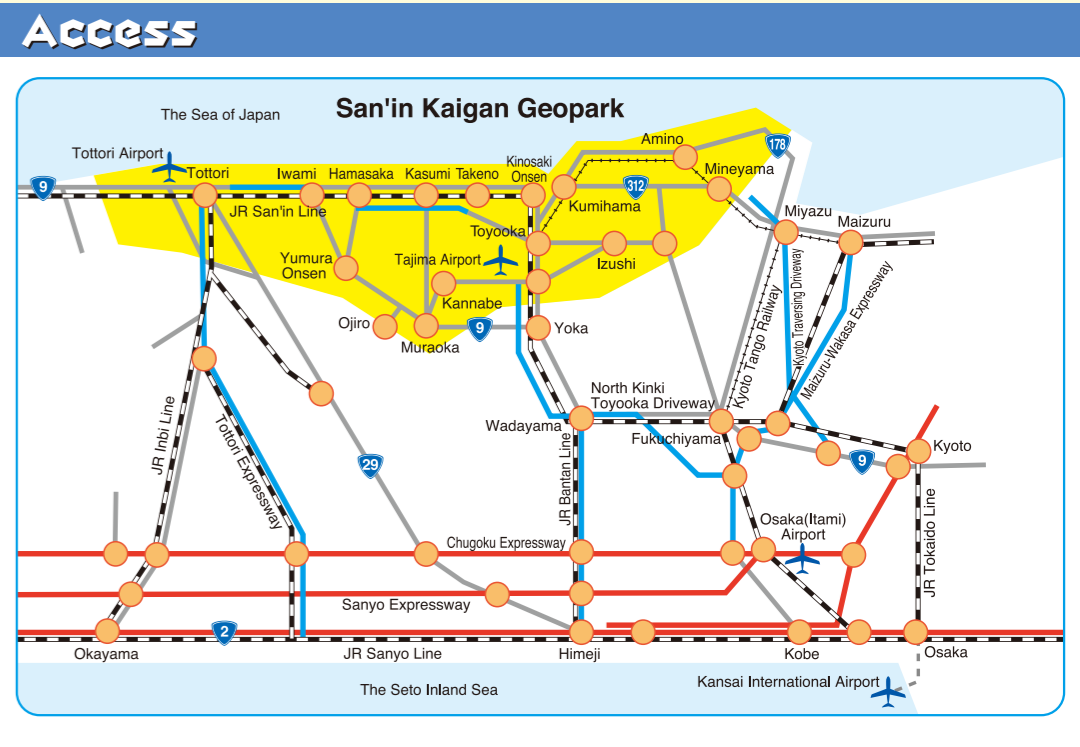 Access
San'in Kaigan Geopark
The Sea of Japan
Amino
178
Tottori Airport
Kinosaki
Onsen
Mineyama
9
Tottori
Iwami
Hamasaka
Kasumi
Takeno
312
Kumihama
JR San'in Line
Miyazu
Maizuru
Toyooka
Yumura
Onsen
Tajima Airport
Izushi
Kannabe
Ojiro
9
Yoka
Muraoka
Kyoto Tango Railway
Kyoto Traversing Driveway
Maizuru-Wakasa Expressway
North Kinki
Toyooka Driveway
Wadayama
Fukuchiyama
Kyoto
9
JR Inbi Line
Tottori Expressway
29
JR Bantan Line
Osaka(Itami)
Airport
JR Tokaido Line
Chugoku Expressway
Sanyo Expressway
2
Okayama
JR Sanyo Line
Himeji
Kobe
Osaka
The Seto Inland Sea
Kansai International Airport